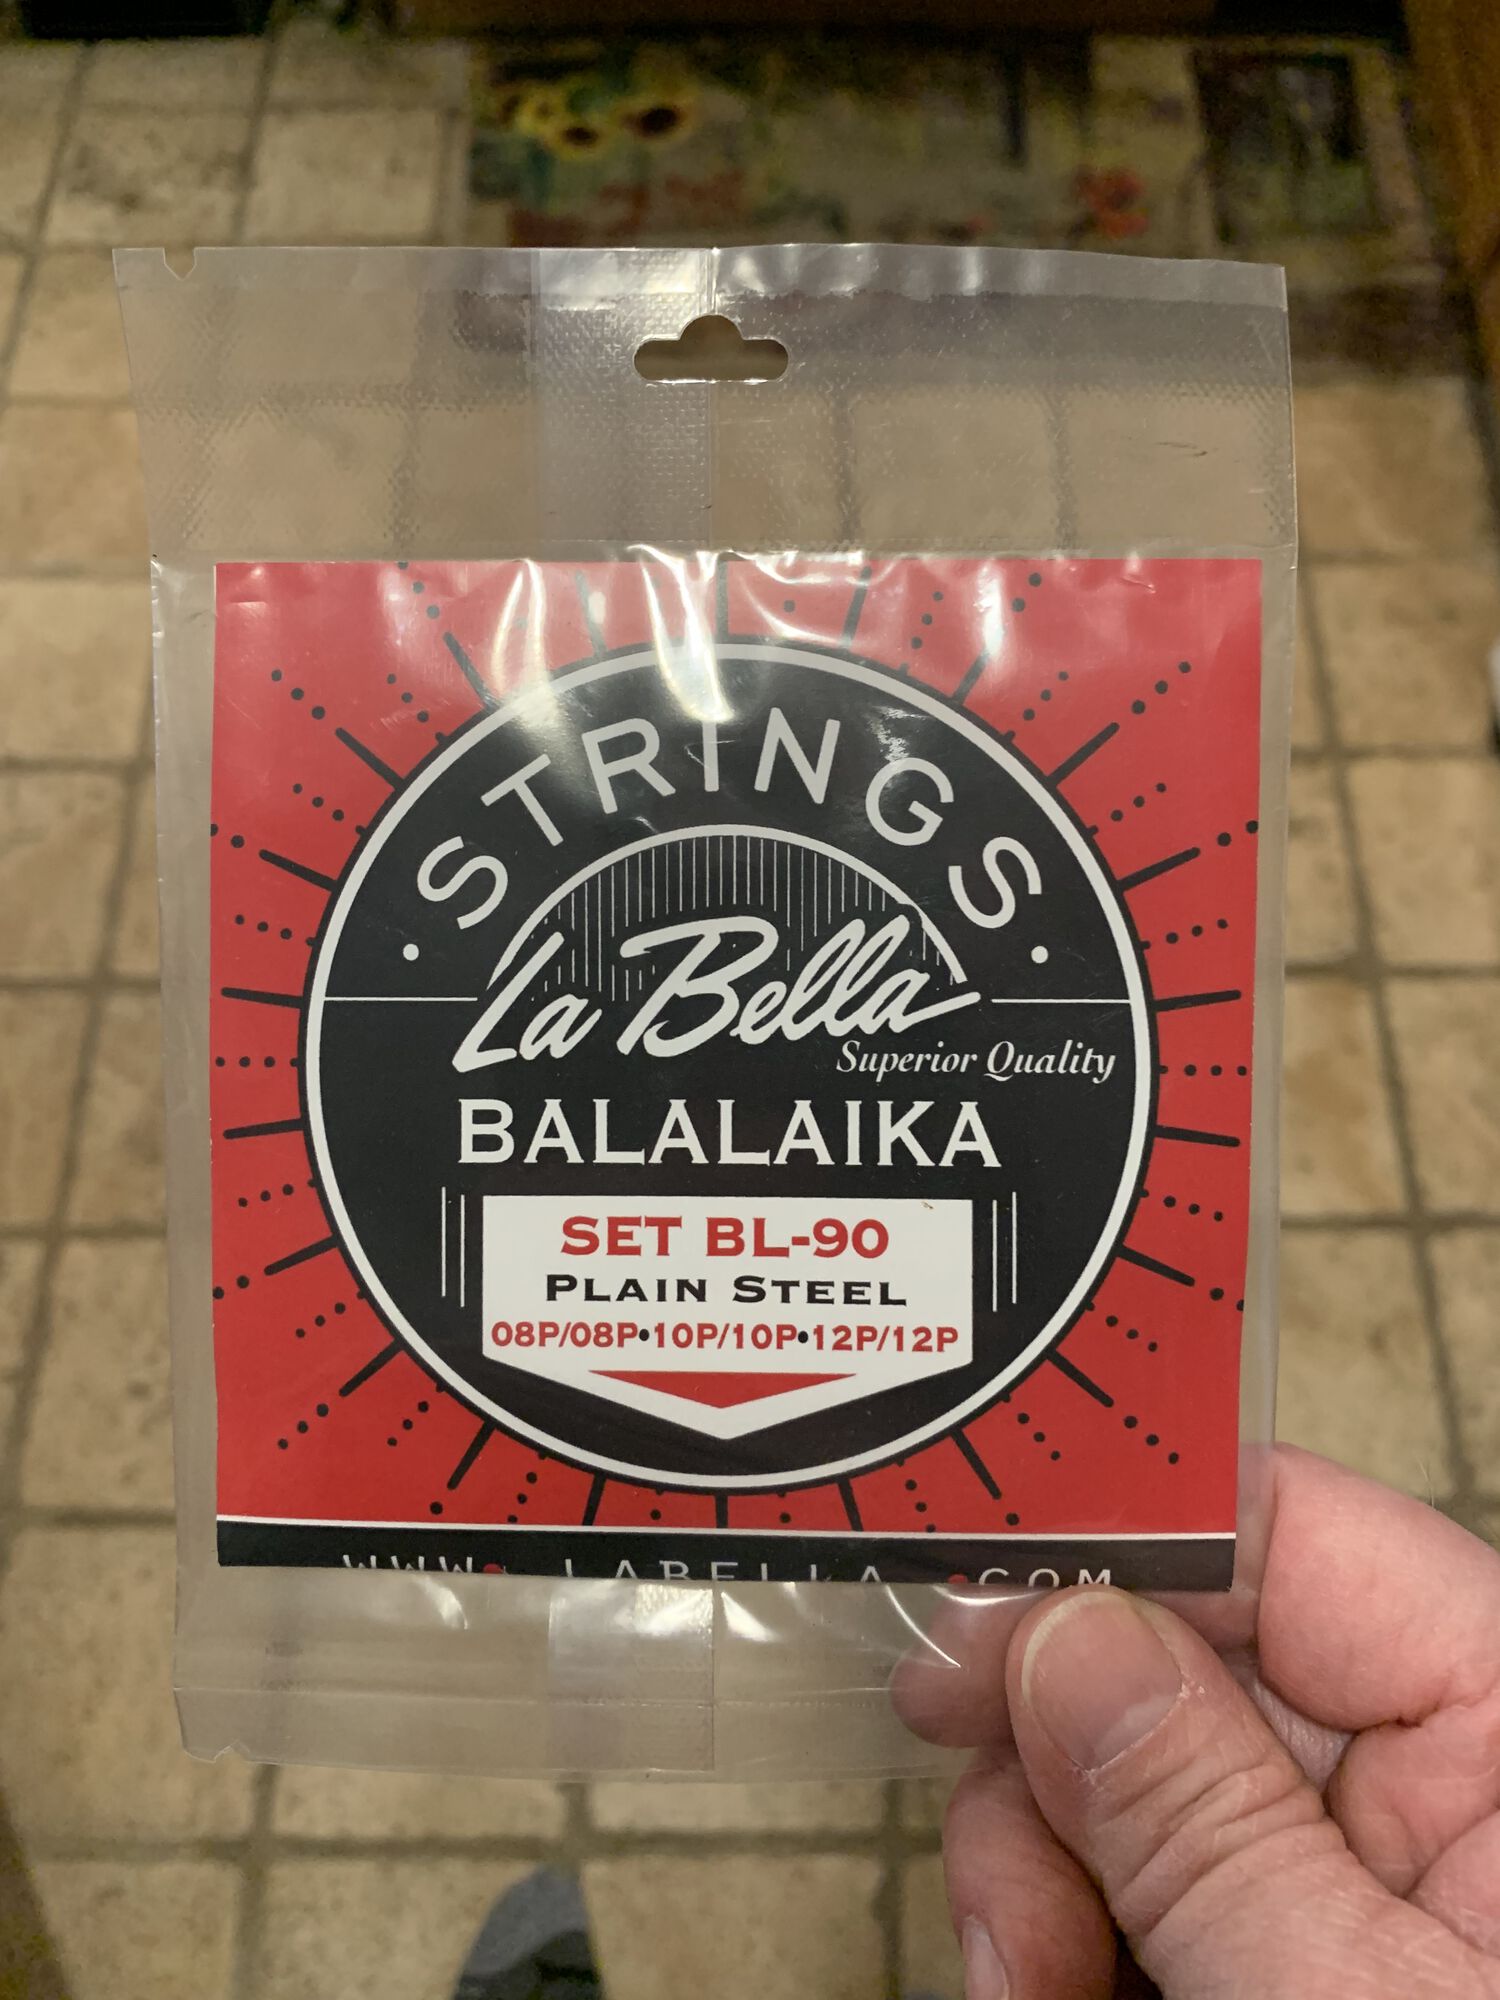 · STRINGS ·
La Bella
Superior Quality
BALALAIKA
SET BL-90
PLAIN STEEL
08P/08P•10P/10P•12P/12P
WWW•LABELLA•COM